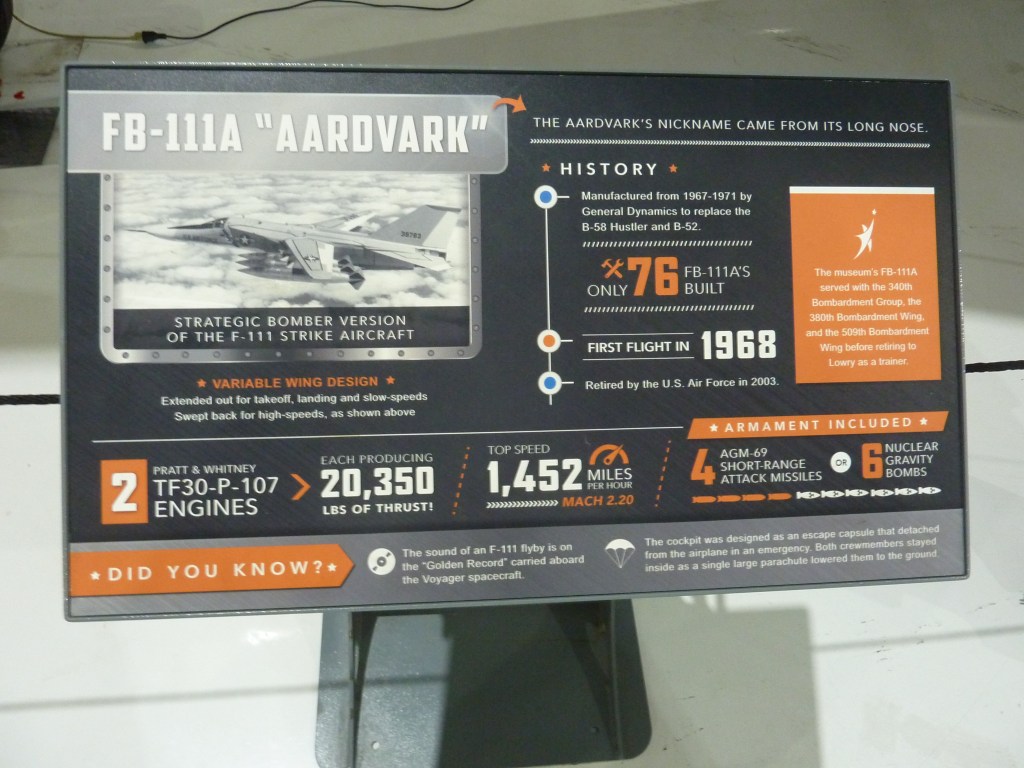 FB-111A "AARDVARK"
THE AARDVARK'S NICKNAME CAME FROM ITS LONG NOSE.
STRATEGIC BOMBER VERSION
OF THE F-111 STRIKE AIRCRAFT
VARIABLE WING DESIGN
Extended out for takeoff, landing and slow-speeds
Swept back for high-speeds, as shown above
HISTORY
Manufactured from 1967-1971 by
General Dynamics to replace the
B-58 Hustler and B-52.
ONLY 76 FB-111A'S
BUILT
FIRST FLIGHT IN 1968
Retired by the U.S. Air Force in 2003.
The museum's FB-111A
served with the 340th
Bombardment Group, the
380th Bombardment Wing,
and the 509th Bombardment
Wing before retiring to
Lowry as a trainer.
2 PRATT & WHITNEY
TF30-P-107
ENGINES
EACH PRODUCING
20,350
LBS OF THRUST!
TOP SPEED
1,452 MILES
PER HOUR
MACH 2.20
ARMAMENT INCLUDED
4 AGM-69
SHORT-RANGE
ATTACK MISSILES
OR
6 NUCLEAR
GRAVITY
BOMBS
DID YOU KNOW?
The sound of an F-111 flyby is on
the "Golden Record" carried aboard
the Voyager spacecraft.
The cockpit was designed as an escape capsule that detached
from the airplane in an emergency. Both crewmembers stayed
inside as a single large parachute lowered them to the ground